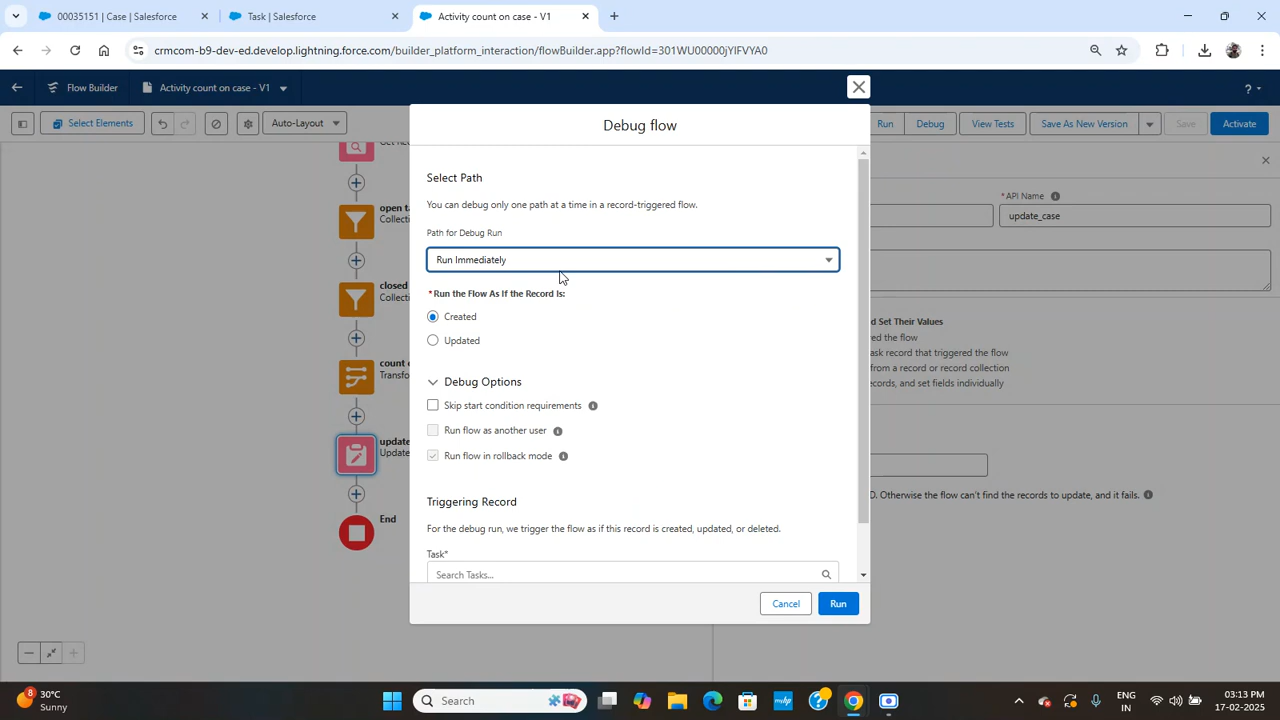 00035151 | Case | Salesforce
Task | Salesforce
Activity count on case - V1
crmcom-b9-dev-ed.develop.lightning.force.com/builder_platform_interaction/flowBuilder.app?flowId=301WU00000jYIFVYA0
Flow Builder
Activity count on case - V1
?
Select Elements
Auto-Layout
Run
Debug
View Tests
Save As New Version
Save
Activate
Debug flow
Select Path
You can debug only one path at a time in a record-triggered flow.
Path for Debug Run
Run Immediately
*Run the Flow As If the Record Is:
Created
Updated
Debug Options
Skip start condition requirements
Run flow as another user
Run flow in rollback mode
Triggering Record
For the debug run, we trigger the flow as if this record is created, updated, or deleted.
Task*
Search Tasks...
Cancel
Run
open t
Collecti
closed
Collecti
count o
Transfo
update
Update
End
*API Name
update_case
d Set Their Values
ered the flow
ask record that triggered the flow
from a record or record collection
ecords, and set fields individually
D. Otherwise the flow can't find the records to update, and it fails.
8
30°C
Sunny
Search
ENG
IN
03:13 PM
17-02-2025